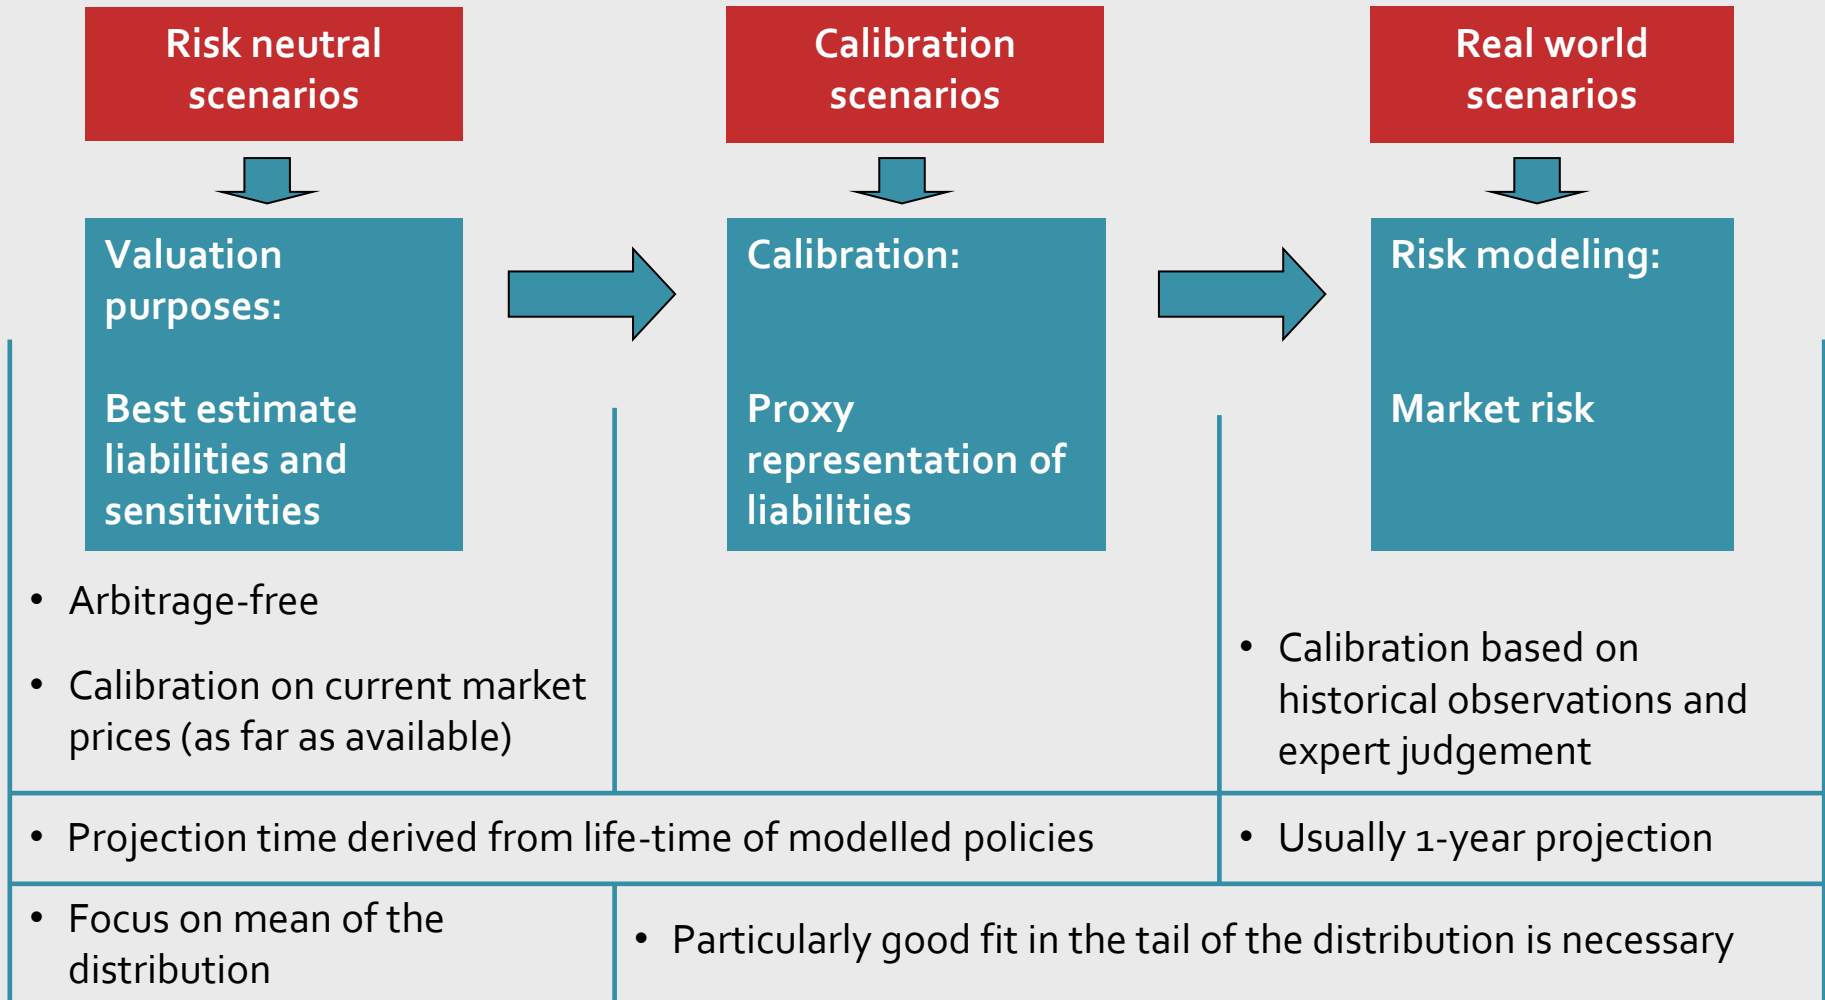 Risk neutral
scenarios
Calibration
scenarios
Real world
scenarios
Valuation
purposes:
Best estimate
liabilities and
sensitivities
Calibration:
Proxy
representation of
liabilities
Risk modeling:
Market risk
• Arbitrage-free
• Calibration on current market
prices (as far as available)
• Calibration based on
historical observations and
expert judgement
• Projection time derived from life-time of modelled policies
• Usually 1-year projection
• Focus on mean of the
distribution
• Particularly good fit in the tail of the distribution is necessary